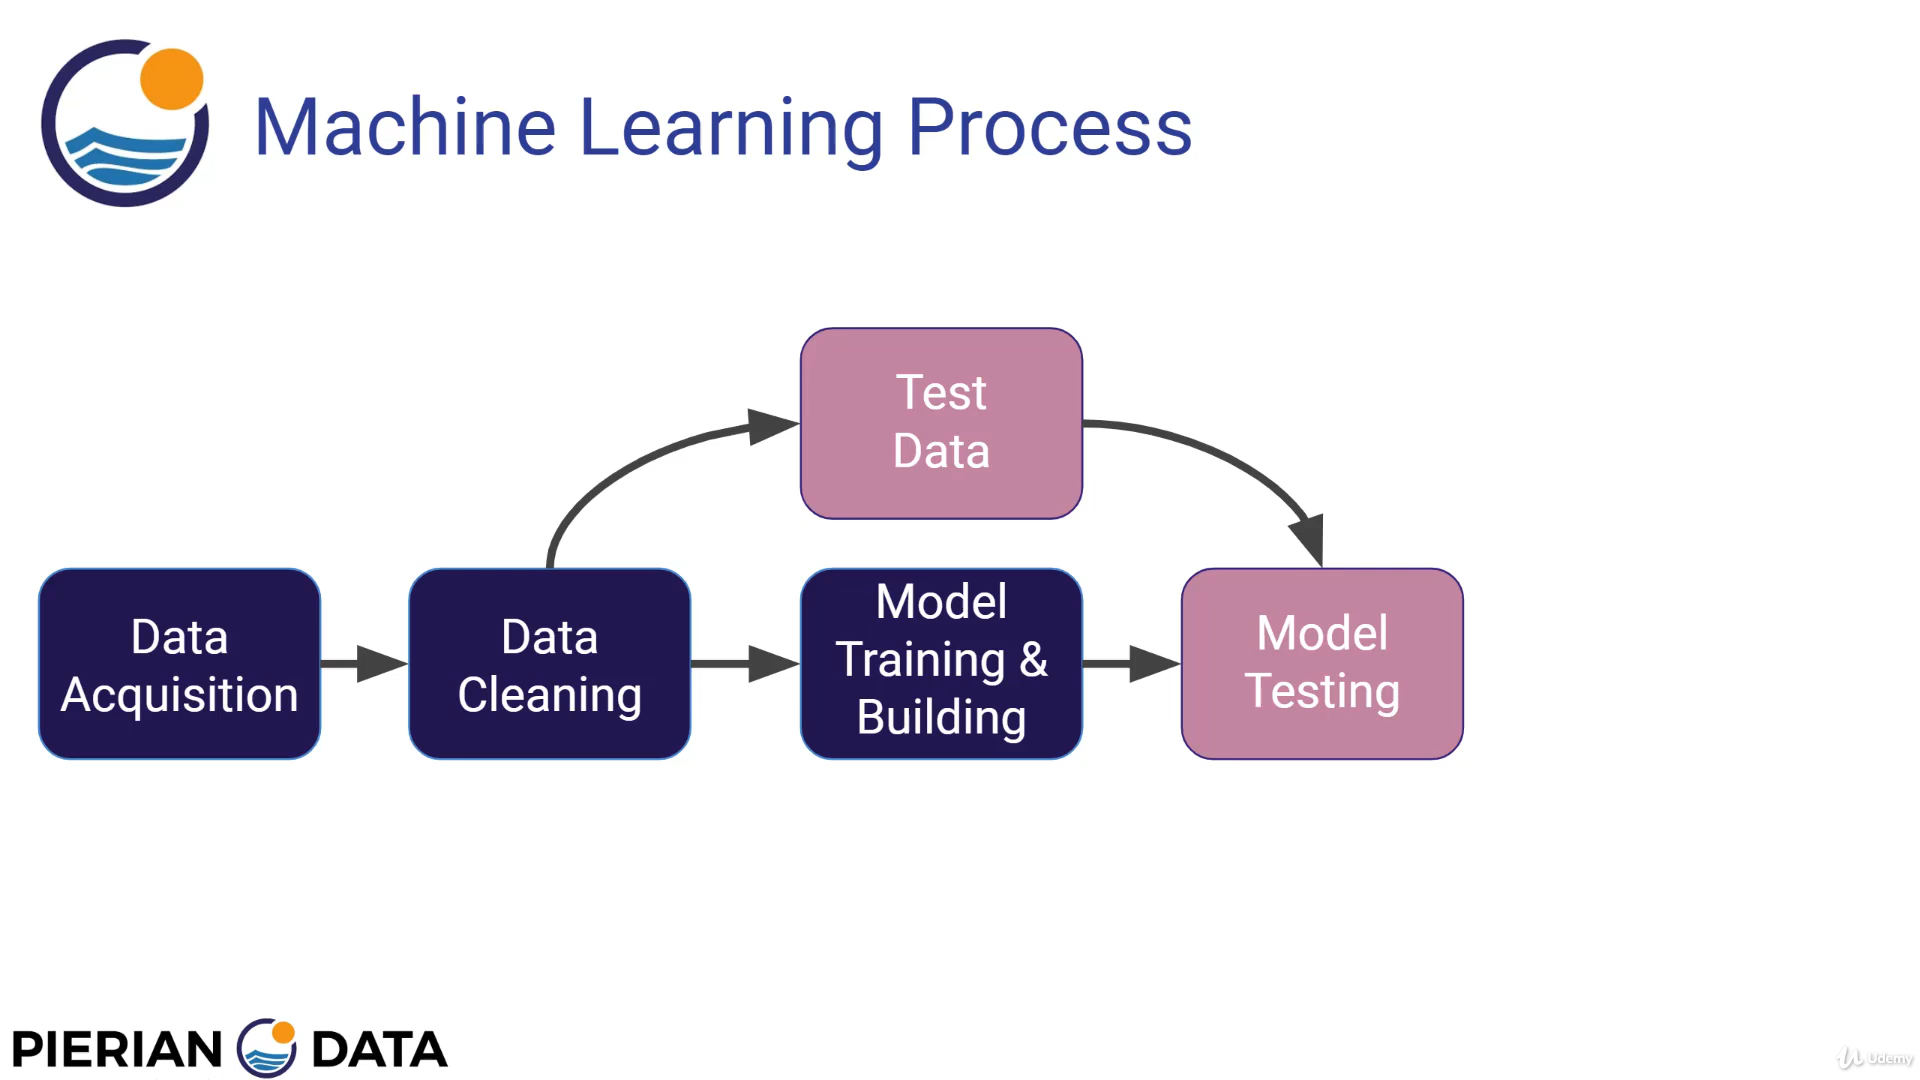 Machine Learning Process
Test
Data
Data
Acquisition
Data
Cleaning
Model
Training &
Building
Model
Testing
PIERIAN DATA
Udemy